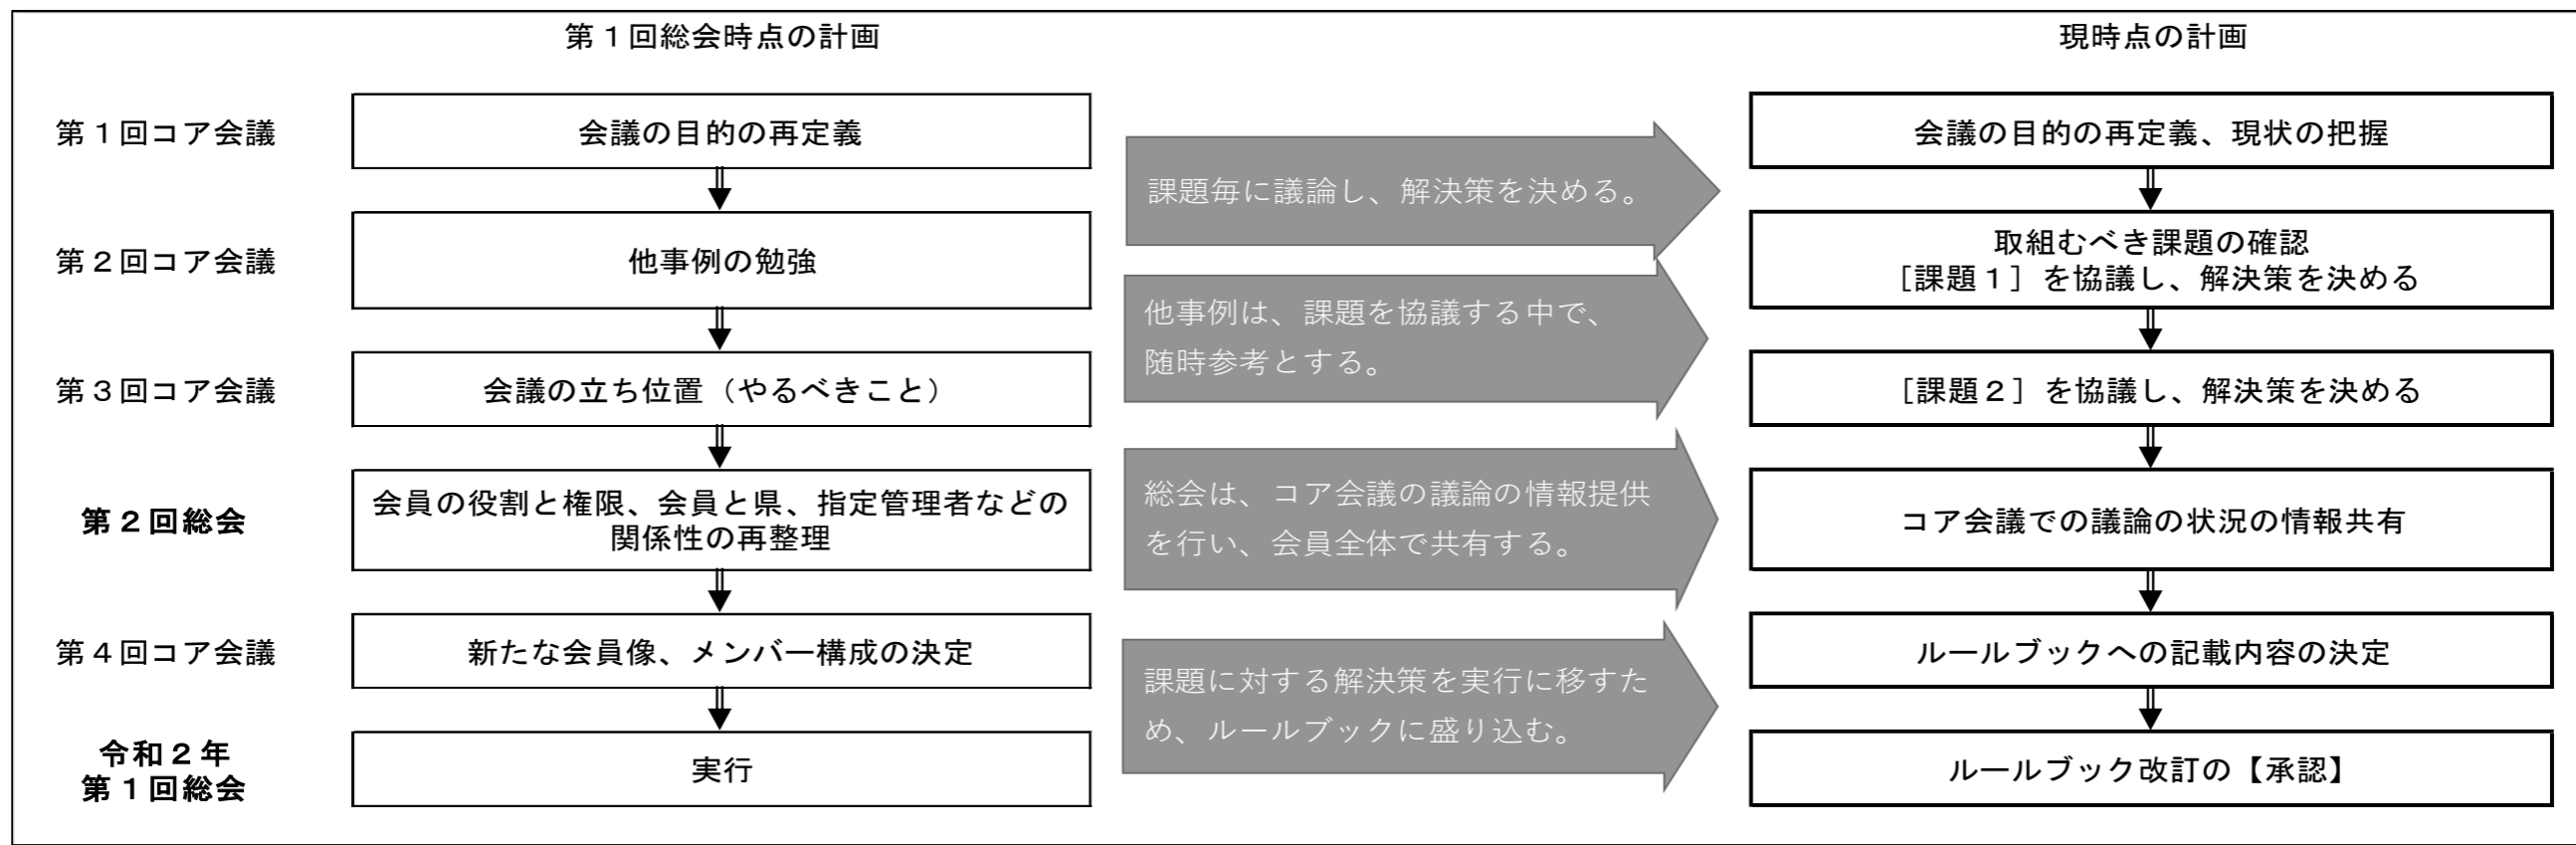 第１回総会時点の計画
現時点の計画
第１回コア会議
会議の目的の再定義
課題毎に議論し、解決策を決める。
会議の目的の再定義、現状の把握
第２回コア会議
他事例の勉強
他事例は、課題を協議する中で、
随時参考とする。
取組むべき課題の確認
［課題１］を協議し、解決策を決める
第３回コア会議
会議の立ち位置（やるべきこと）
［課題２］を協議し、解決策を決める
第２回総会
会員の役割と権限、会員と県、指定管理者などの
関係性の再整理
総会は、コア会議の議論の情報提供
を行い、会員全体で共有する。
コア会議での議論の状況の情報共有
第４回コア会議
新たな会員像、メンバー構成の決定
課題に対する解決策を実行に移すた
め、ルールブックに盛り込む。
ルールブックへの記載内容の決定
令和２年
第１回総会
実行
ルールブック改訂の【承認】